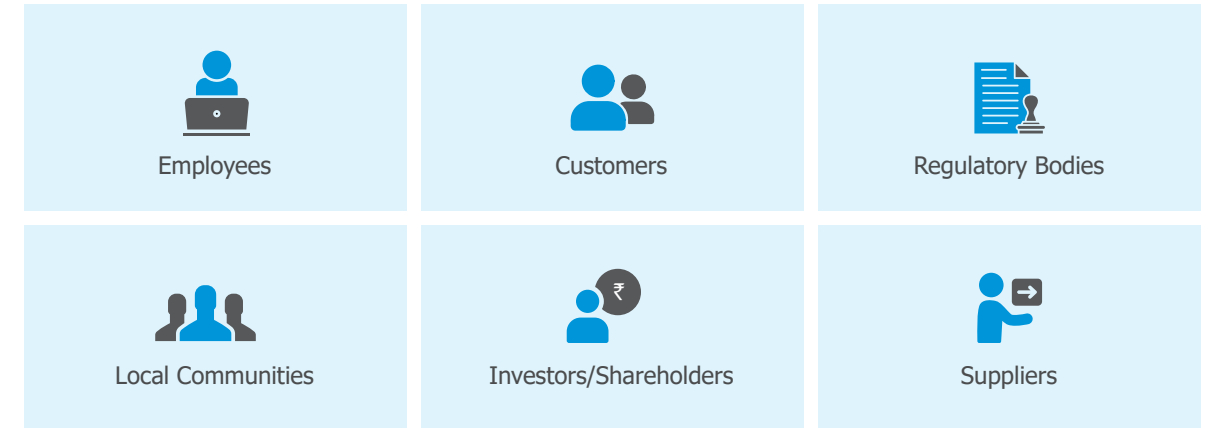 Employees
Customers
Regulatory Bodies
Local Communities
₹
Investors/Shareholders
Suppliers